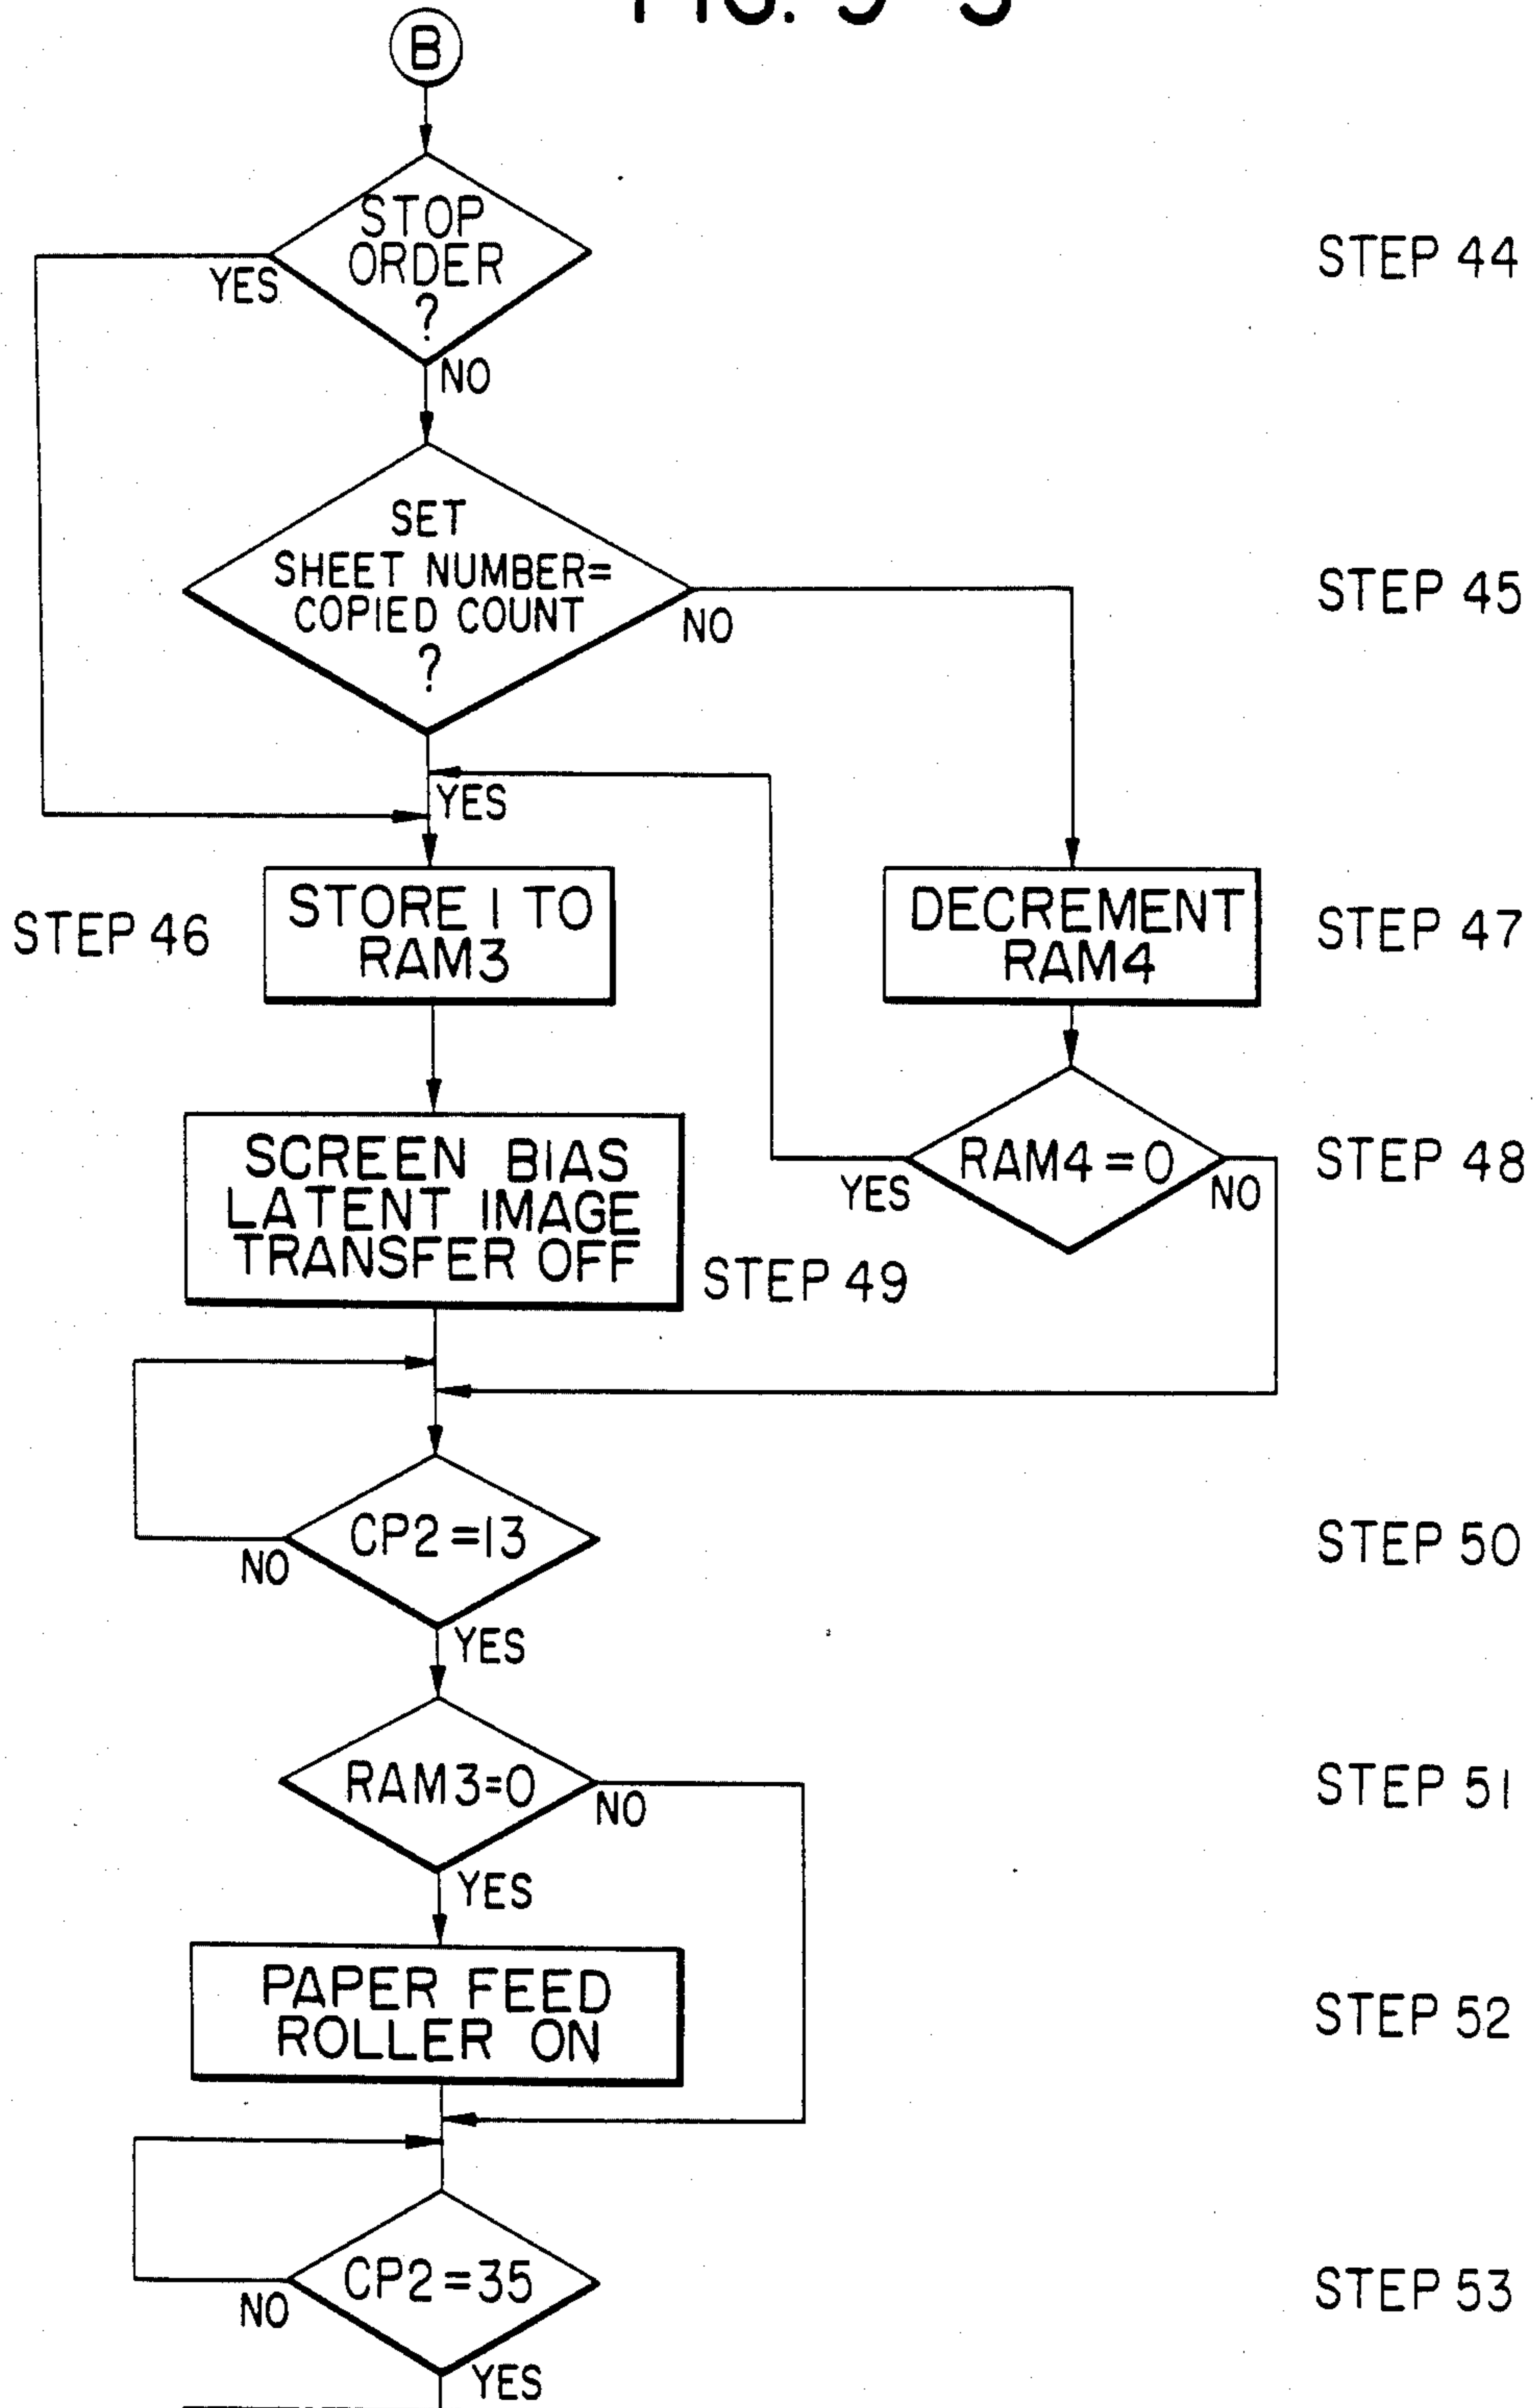 FIG. 9-5
B
STOP
ORDER
?
YES
NO
STEP 44
SET
SHEET NUMBER=
COPIED COUNT
?
NO
YES
STEP 45
STEP 46
STORE 1 TO
RAM3
DECREMENT
RAM4
STEP 47
SCREEN BIAS
LATENT IMAGE
TRANSFER OFF
STEP 49
RAM4=0
YES
NO
STEP 48
CP2=13
NO
YES
STEP 50
RAM3=0
NO
YES
STEP 51
PAPER FEED
ROLLER ON
STEP 52
CP2=35
NO
YES
STEP 53